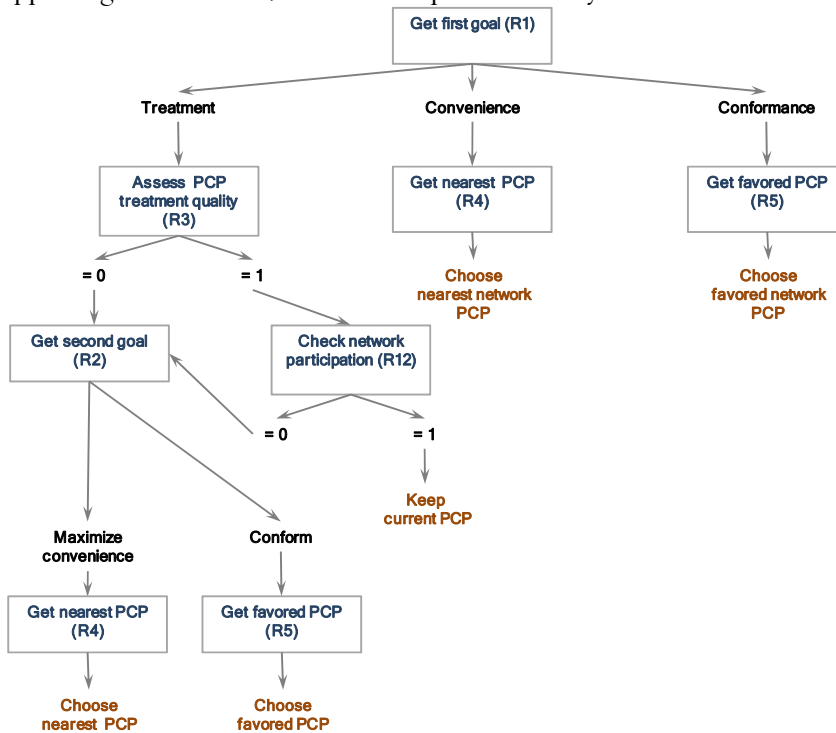 Get first goal (R1)
Treatment
Convenience
Conformance
Assess PCP
treatment quality
(R3)
Get nearest PCP
(R4)
Get favored PCP
(R5)
= 0
= 1
Choose
nearest network
PCP
Choose
favored network
PCP
Get second goal
(R2)
Check network
participation (R12)
= 0
= 1
Keep
current PCP
Maximize
convenience
Conform
Get nearest PCP
(R4)
Get favored PCP
(R5)
Choose
nearest PCP
Choose
favored PCP